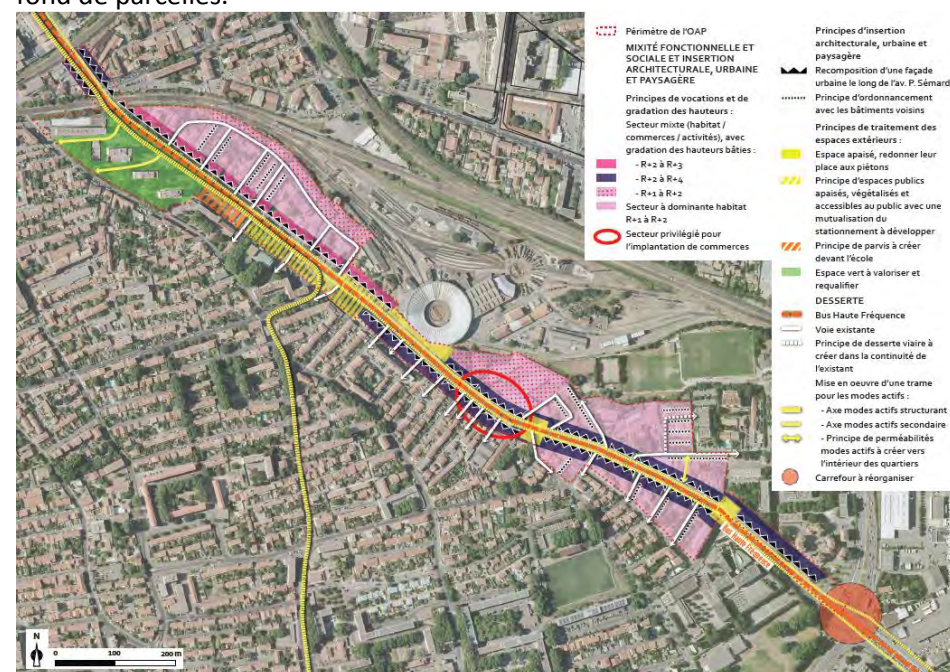 fond de parcelles.
Périmètre de l'OAP
MIXITÉ FONCTIONNELLE ET
SOCIALE ET INSERTION
ARCHITECTURALE, URBAINE
ET PAYSAGÈRE
Principes de vocations et de
gradation des hauteurs :
Secteur mixte (habitat /
commerces / activités), avec
gradation des hauteurs bâties :
- R+2 à R+3
- R+2 à R+4
- R+1 à R+2
Secteur à dominante habitat
R+1 à R+2
Secteur privilégié pour
l'implantation de commerces
Principes d'insertion
architecturale, urbaine et
paysagère
Recomposition d'une façade
urbaine le long de l'av. P. Sémard
Principe d'ordonnancement
avec les bâtiments voisins
Principes de traitement des
espaces extérieurs :
Espace apaisé, redonner leur
place aux piétons
Principe d'espaces publics
apaisés, végétalisés et
accessibles au public avec une
mutualisation du
stationnement à développer
Principe de parvis à créer
devant l'école
Espace vert à valoriser et
requalifier
DESSERTE
Bus Haute Fréquence
Voie existante
Principe de desserte viaire à
créer dans la continuité de
l'existant
Mise en oeuvre d'une trame
pour les modes actifs :
- Axe modes actifs structurant
- Axe modes actifs secondaire
- Principe de perméabilités
modes actifs à créer vers
l'intérieur des quartiers
Carrefour à réorganiser
Bus Haute Fréquence
N
0 100 200 m